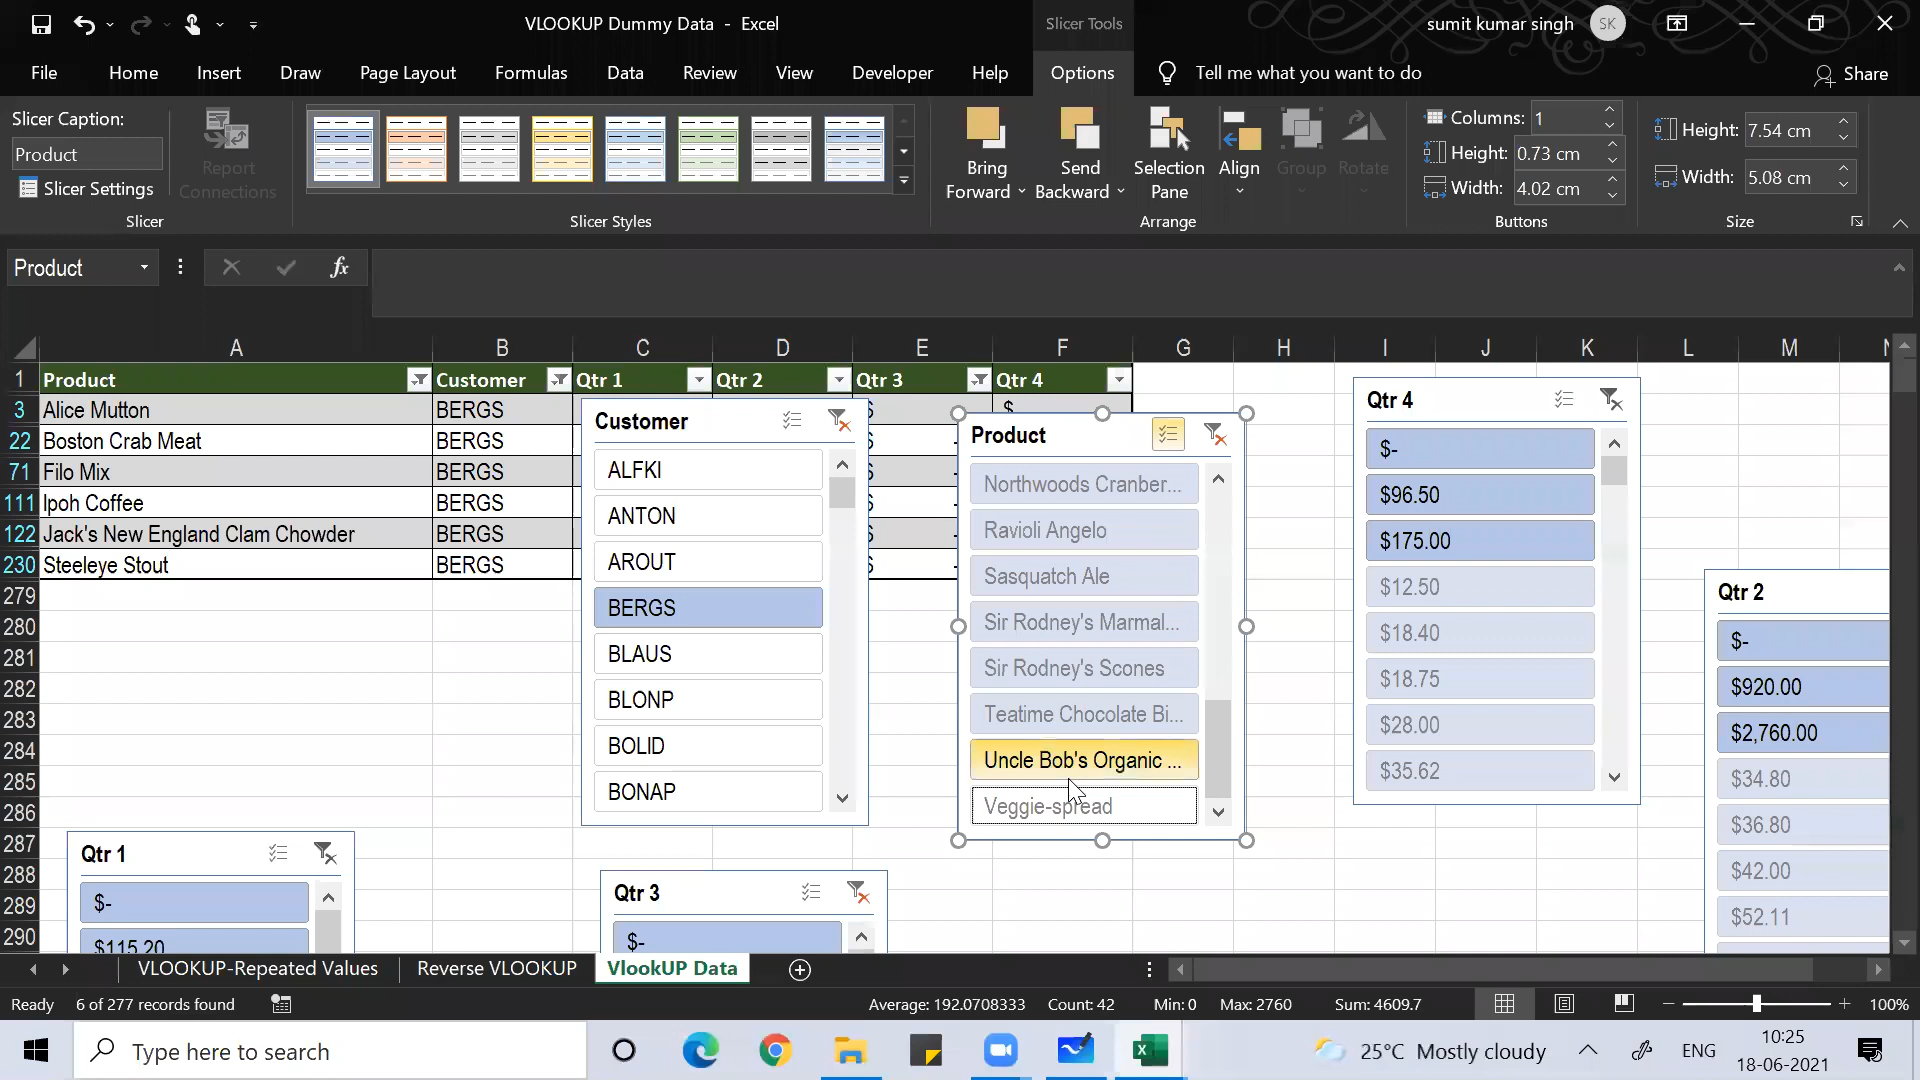 VLOOKUP Dummy Data - Excel
Slicer Tools
sumit kumar singh
SK
File Home Insert Draw Page Layout Formulas Data Review View Developer Help Options Tell me what you want to do Share
Slicer Caption:
Product
Slicer Settings
Report Connections
Slicer
Slicer Styles
Bring Forward
Send Backward
Selection Pane
Align
Group
Rotate
Arrange
Columns: 1
Height: 0.73 cm
Width: 4.02 cm
Buttons
Height: 7.54 cm
Width: 5.08 cm
Size
Product
fx
A B C D E F G H I J K L M
1 Product Customer Qtr 1 Qtr 2 Qtr 3 Qtr 4
3 Alice Mutton BERGS $
22 Boston Crab Meat BERGS -
71 Filo Mix BERGS -
111 Ipoh Coffee BERGS -
122 Jack's New England Clam Chowder BERGS -
230 Steeleye Stout BERGS -
279
280
281
282
283
284
285
286
287
288
289
290
Customer
ALFKI
ANTON
AROUT
BERGS
BLAUS
BLONP
BOLID
BONAP
Product
Northwoods Cranber...
Ravioli Angelo
Sasquatch Ale
Sir Rodney's Marmal...
Sir Rodney's Scones
Teatime Chocolate Bi...
Uncle Bob's Organic ...
Veggie-spread
Qtr 4
$-
$96.50
$175.00
$12.50
$18.40
$18.75
$28.00
$35.62
Qtr 2
$-
$920.00
$2,760.00
$34.80
$36.80
$42.00
$52.11
Qtr 1
$-
$115.20
Qtr 3
$-
VLOOKUP-Repeated Values Reverse VLOOKUP VlookUP Data
Ready 6 of 277 records found Average: 192.0708333 Count: 42 Min: 0 Max: 2760 Sum: 4609.7 100%
Type here to search
25°C Mostly cloudy
ENG
10:25
18-06-2021